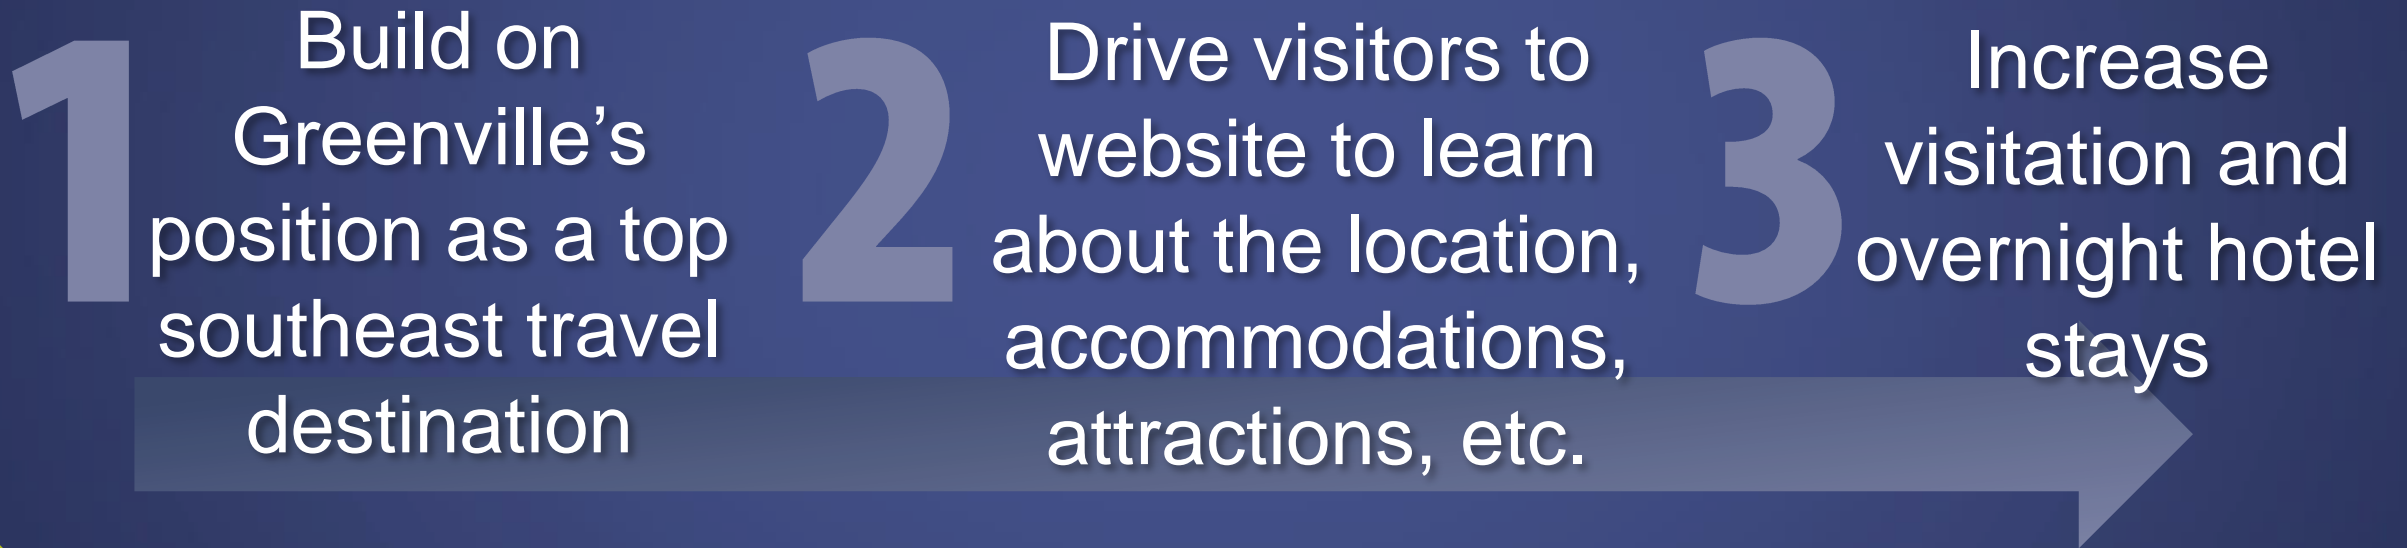 1
Build on
Greenville’s
position as a top
southeast travel
destination
2
Drive visitors to
website to learn
about the location,
accommodations,
attractions, etc.
3
Increase
visitation and
overnight hotel
stays